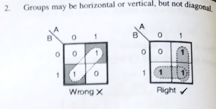 2. Groups may be horizontal or vertical, but not diagonal
A A
B 0 1 B 0 1
0 0 1 0 0 1
1 1 0 1 1 1
Wrong X Right ✓